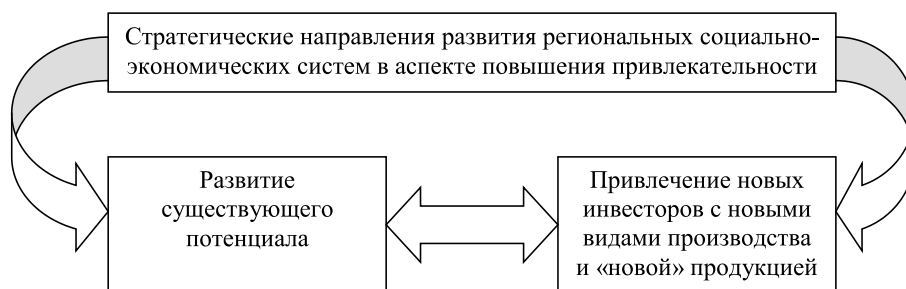 Стратегические направления развития региональных социально-
экономических систем в аспекте повышения привлекательности
Развитие
существующего
потенциала
Привлечение новых
инвесторов с новыми
видами производства
и «новой» продукцией